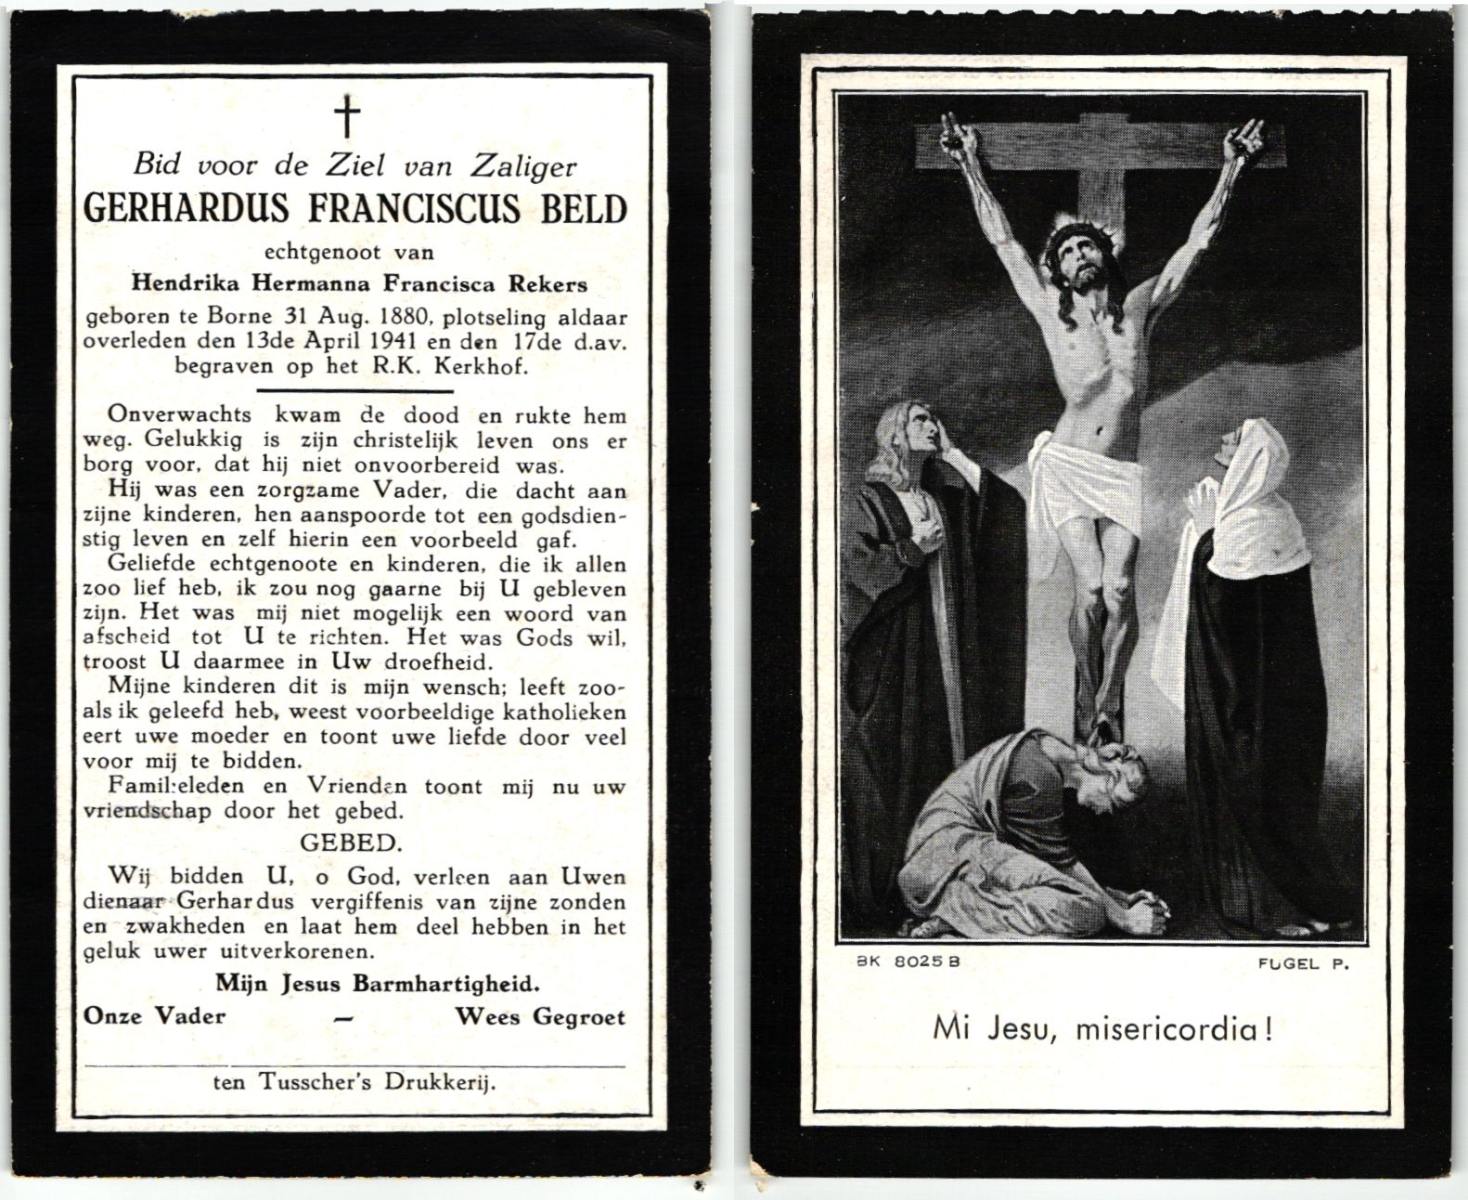 Bid voor de Ziel van Zaliger
GERHARDUS FRANCISCUS BELD
echtgenoot van
Hendrika Hermanna Francisca Rekers
geboren te Borne 31 Aug. 1880, plotseling aldaar
overleden den 13de April 1941 en den 17de d.av.
begraven op het R.K. Kerkhof.
Onverwachts kwam de dood en rukte hem
weg. Gelukkig is zijn christelijk leven ons er
borg voor, dat hij niet onvoorbereid was.
Hij was een zorgzame Vader, die dacht aan
zijne kinderen, hen aanspoorde tot een godsdien-
stig leven en zelf hierin een voorbeeld gaf.
Geliefde echtgenoote en kinderen, die ik allen
zoo lief heb, ik zou nog gaarne bij U gebleven
zijn. Het was mij niet mogelijk een woord van
afscheid tot U te richten. Het was Gods wil,
troost U daarmee in Uw droefheid.
Mijne kinderen dit is mijn wensch; leeft zoo-
als ik geleefd heb, weest voorbeeldige katholieken
eert uwe moeder en toont uwe liefde door veel
voor mij te bidden.
Famileleden en Vrienden toont mij nu uw
vriendschap door het gebed.
GEBED.
Wij bidden U, o God, verleen aan Uwen
dienaar Gerhardus vergiffenis van zijne zonden
en zwakheden en laat hem deel hebben in het
geluk uwer uitverkorenen.
Mijn Jesus Barmhartigheid.
Onze Vader – Wees Gegroet
ten Tusscher's Drukkerij.
BK 8025 B FUGEL P.
Mi Jesu, misericordia!